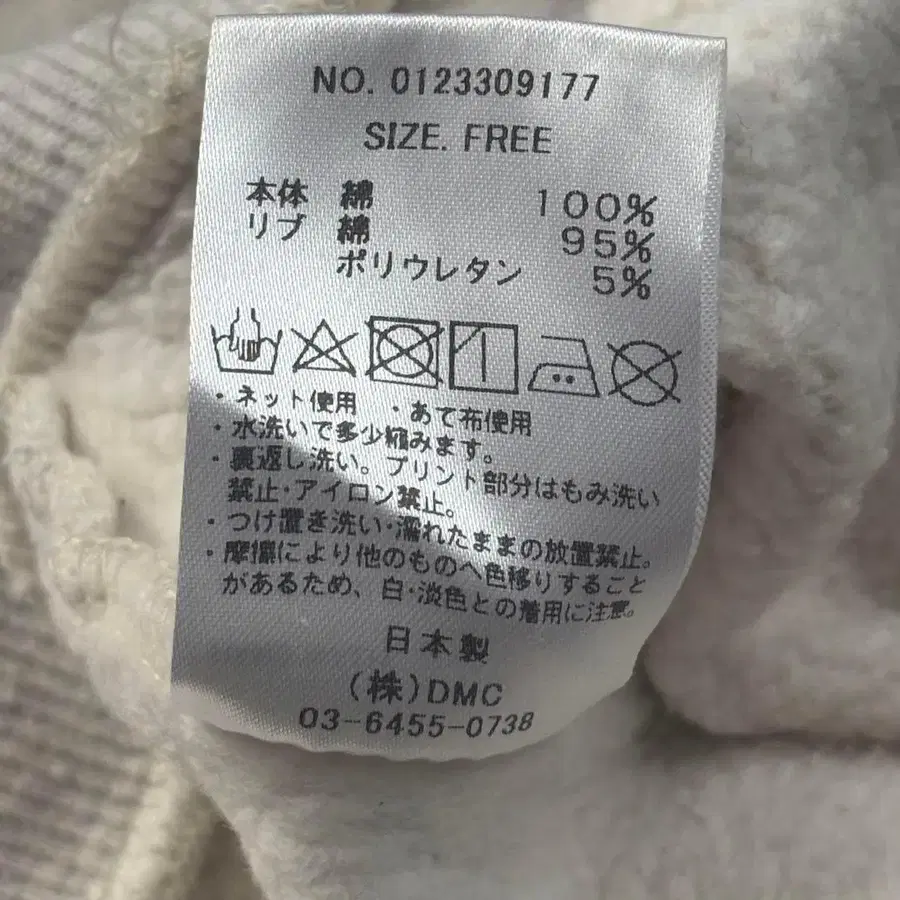 NO. 0123309177
SIZE. FREE
本体 綿 100%
リブ 綿 95%
ポリウレタン 5%
・ネット使用 ・あて布使用
・水洗いで多少縮みます。
・裏返し洗い。プリント部分はもみ洗い
禁止・アイロン禁止。
・つけ置き洗い・濡れたままの放置禁止。
・摩擦により他のものへ色移りすること
があるため、白・淡色との着用に注意。
日本製
(株)DMC
03-6455-0738